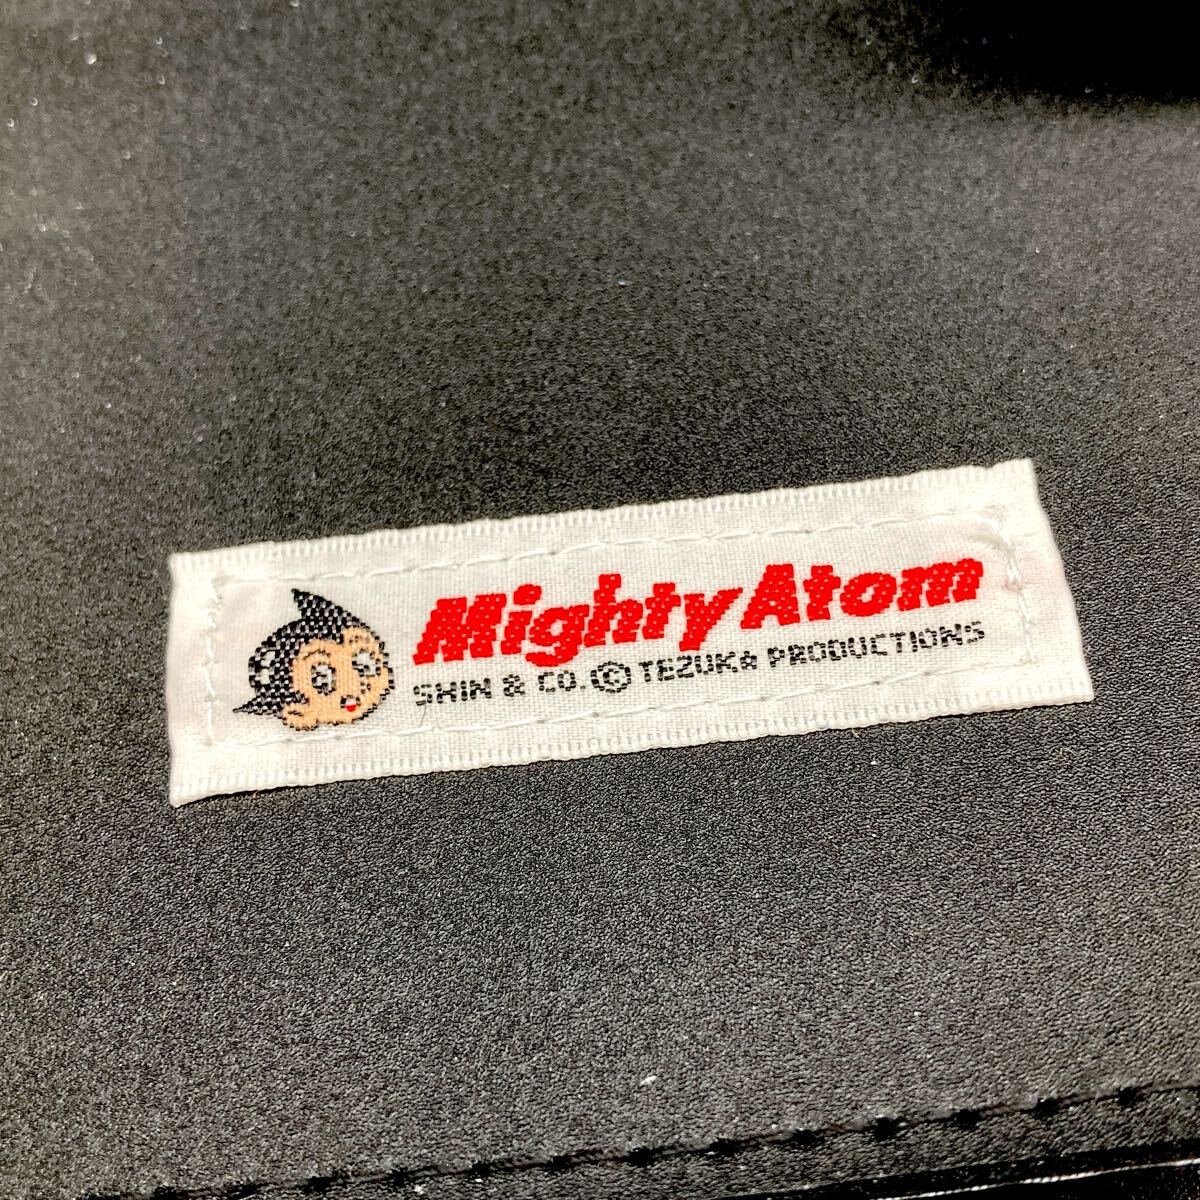 Mighty Atom
SHIN & CO. © TEZUKA PRODUCTIONS